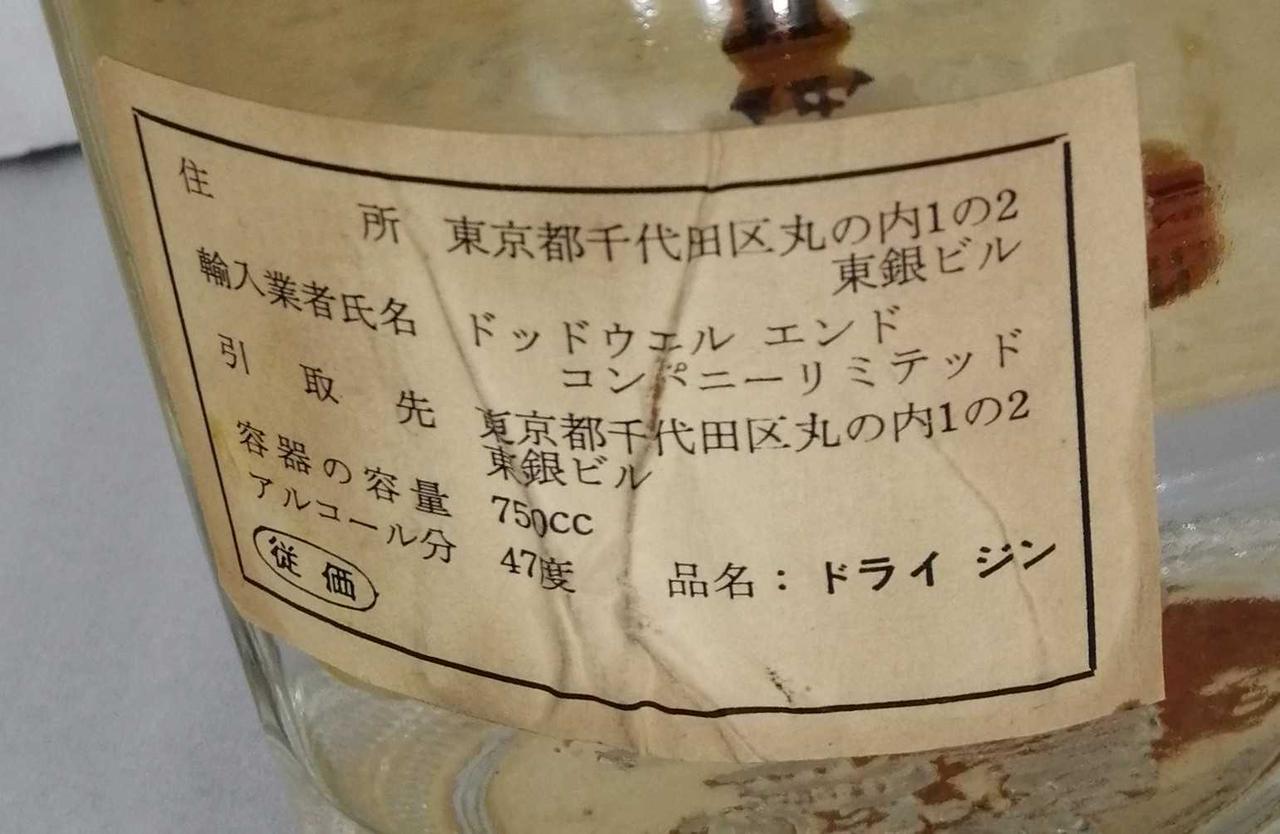 住所 東京都千代田区丸の内1の2
東銀ビル
輸入業者氏名 ドッドウェル エンド
コンパニーリミテッド
引取先 東京都千代田区丸の内1の2
東銀ビル
容器の容量 750cc
アルコール分 47度 品名：ドライ ジン
従価